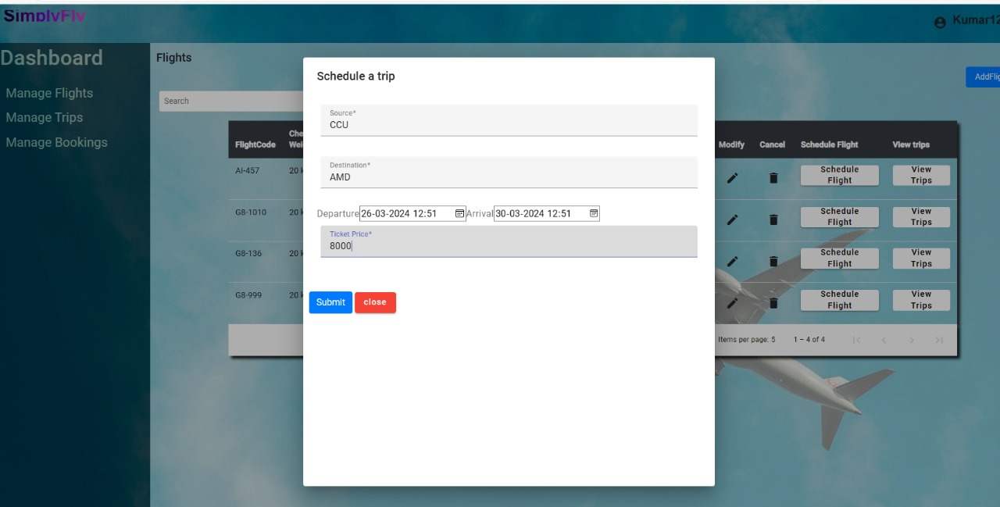 SimplyFly
Kumar12
Dashboard
Manage Flights
Manage Trips
Manage Bookings
Flights
AddFlig
Search
Schedule a trip
Source*
CCU
Destination*
AMD
Departure 26-03-2024 12:51 Arrival 30-03-2024 12:51
Ticket Price*
8000
Submit close
FlightCode Che
Wei Modify Cancel Schedule Flight View trips
AI-457 20 k Schedule Flight View Trips
G8-1010 20 k Schedule Flight View Trips
G8-136 20 k Schedule Flight View Trips
G8-999 20 k Schedule Flight View Trips
Items per page: 5 1 – 4 of 4